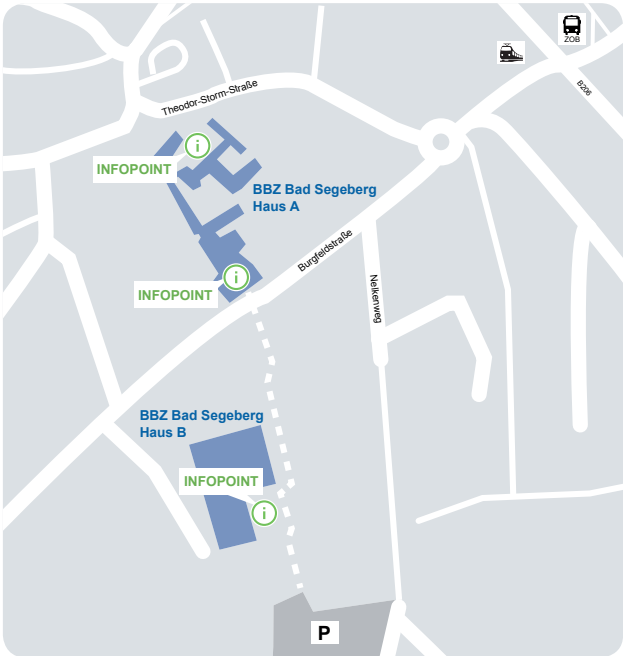 ZOB
B206
Theodor-Storm-Straße
i
INFOPOINT
BBZ Bad Segeberg
Haus A
Burgfeldstraße
i
INFOPOINT
Nelkenweg
BBZ Bad Segeberg
Haus B
INFOPOINT
i
P